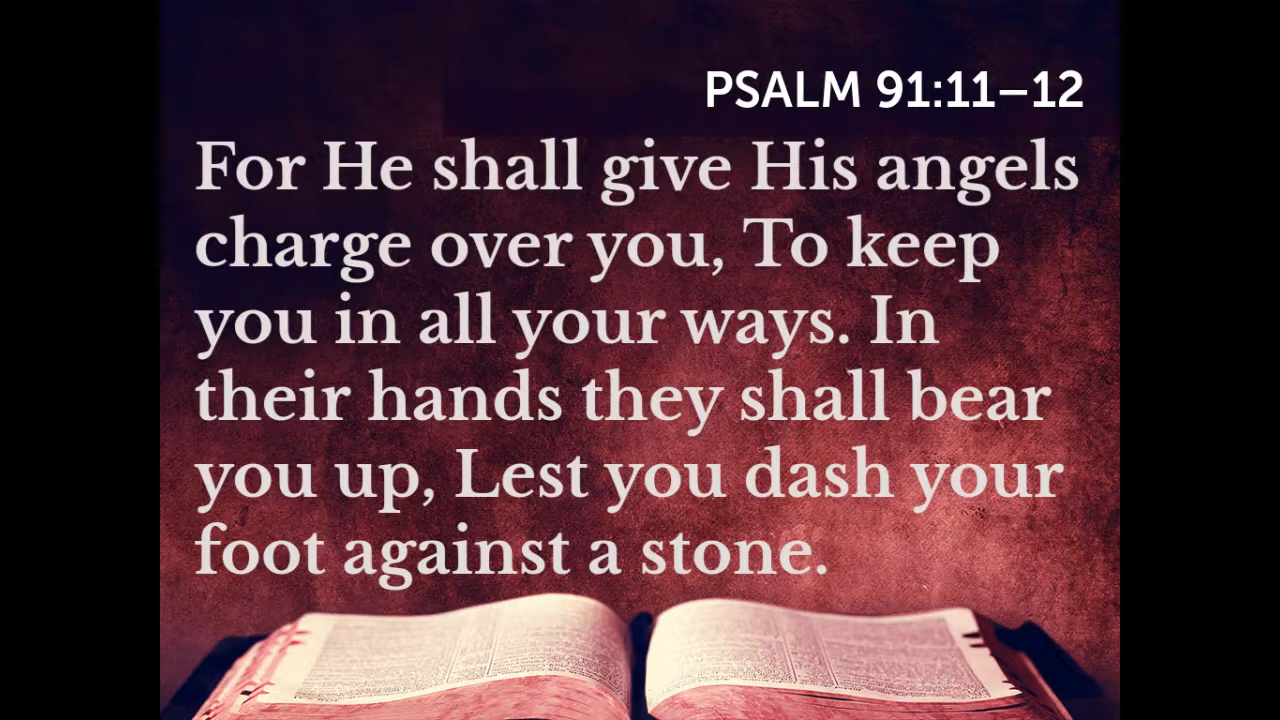 PSALM 91:11–12
For He shall give His angels
charge over you, To keep
you in all your ways. In
their hands they shall bear
you up, Lest you dash your
foot against a stone.